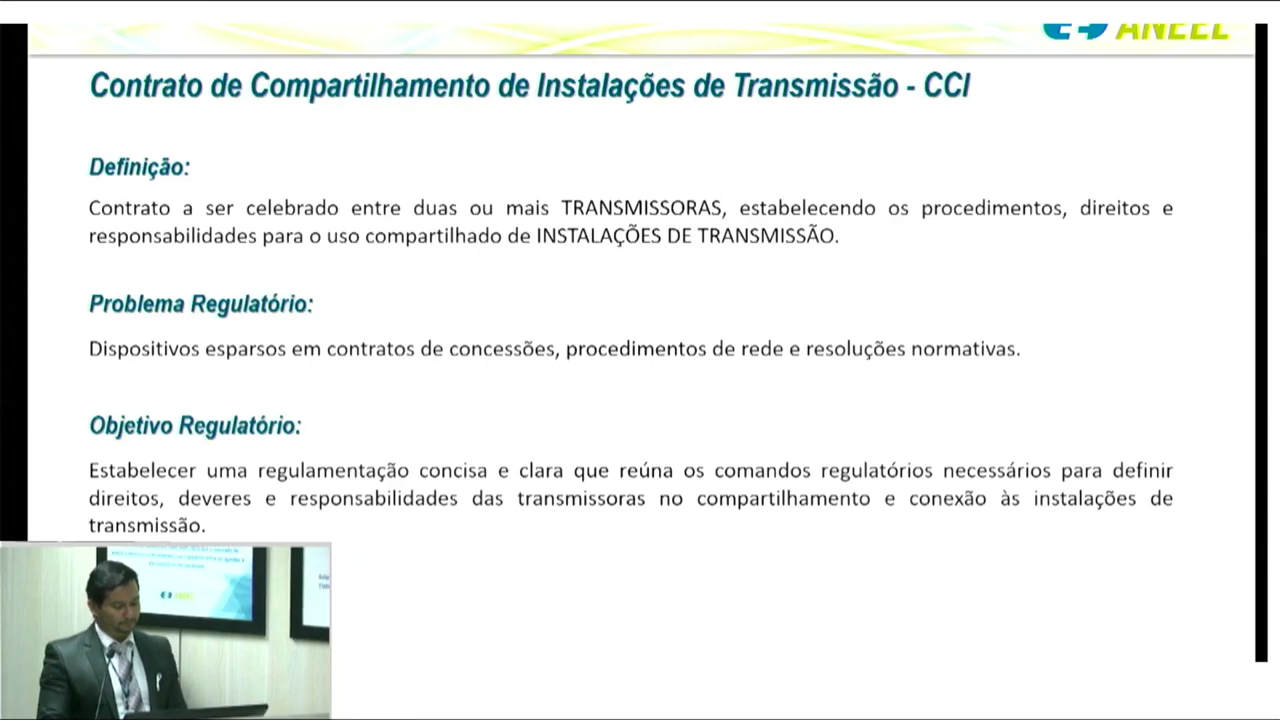 ANEEL
Contrato de Compartilhamento de Instalações de Transmissão - CCI
Definição:
Contrato a ser celebrado entre duas ou mais TRANSMISSORAS, estabelecendo os procedimentos, direitos e
responsabilidades para o uso compartilhado de INSTALAÇÕES DE TRANSMISSÃO.
Problema Regulatório:
Dispositivos esparsos em contratos de concessões, procedimentos de rede e resoluções normativas.
Objetivo Regulatório:
Estabelecer uma regulamentação concisa e clara que reúna os comandos regulatórios necessários para definir
direitos, deveres e responsabilidades das transmissoras no compartilhamento e conexão às instalações de
transmissão.
ANEEL